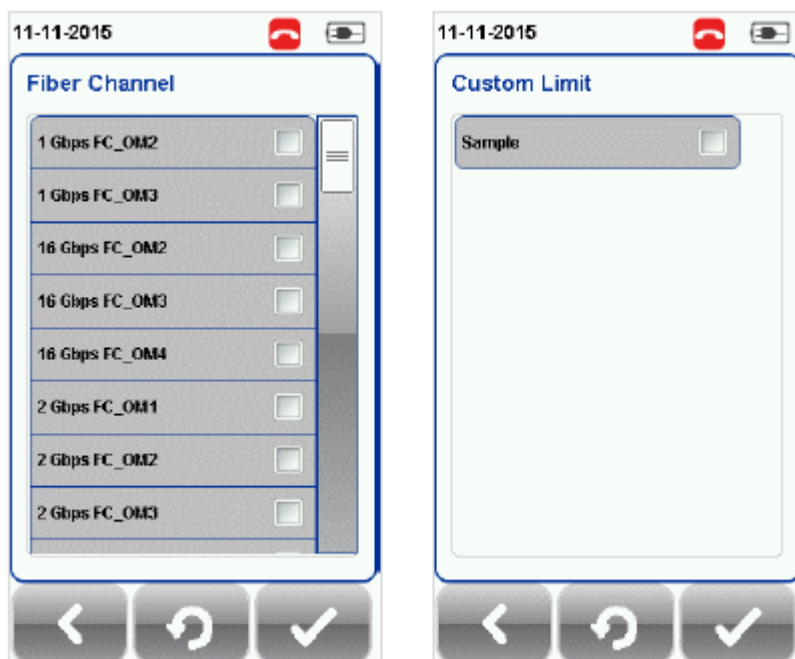 11-11-2015
Fiber Channel
1 Gbps FC_OM2
1 Gbps FC_OM3
16 Gbps FC_OM2
16 Gbps FC_OM3
16 Gbps FC_OM4
2 Gbps FC_OM1
2 Gbps FC_OM2
2 Gbps FC_OM3
11-11-2015
Custom Limit
Sample